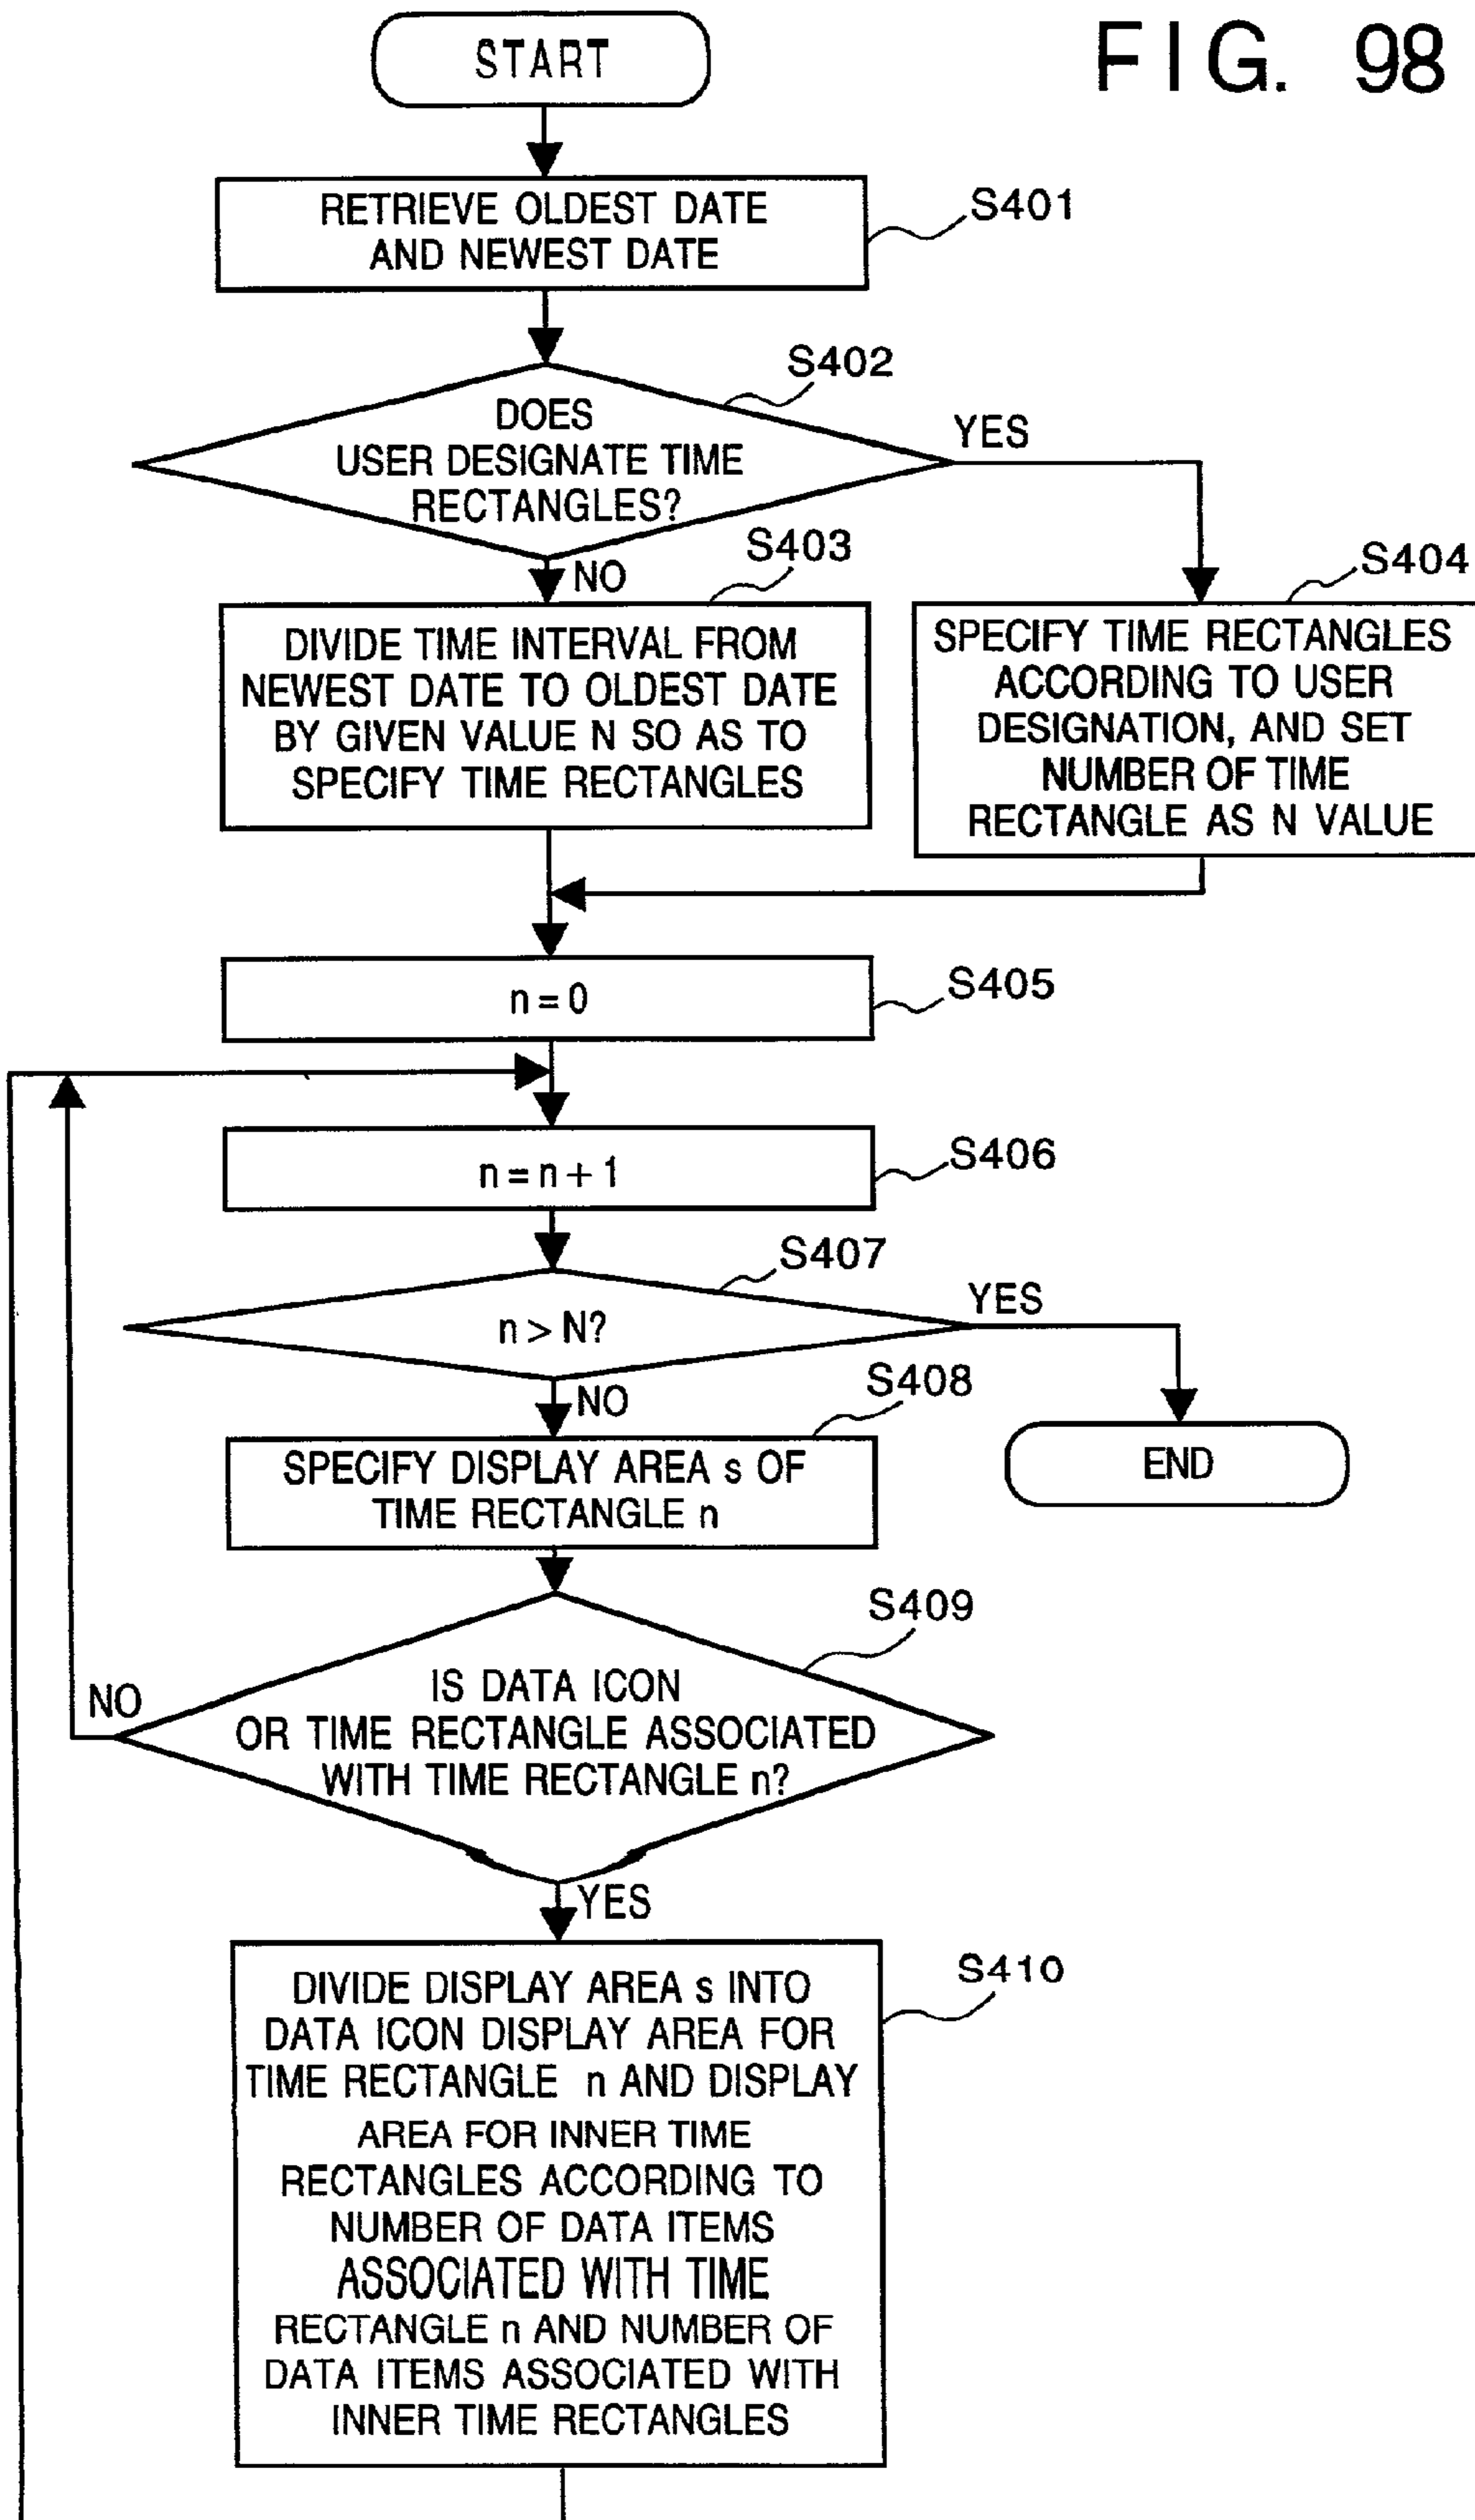 FIG. 98
START
RETRIEVE OLDEST DATE
AND NEWEST DATE
S401
S402
DOES
USER DESIGNATE TIME
RECTANGLES?
YES
NO
S403
DIVIDE TIME INTERVAL FROM
NEWEST DATE TO OLDEST DATE
BY GIVEN VALUE N SO AS TO
SPECIFY TIME RECTANGLES
S404
SPECIFY TIME RECTANGLES
ACCORDING TO USER
DESIGNATION, AND SET
NUMBER OF TIME
RECTANGLE AS N VALUE
n = 0
S405
n = n + 1
S406
S407
n > N?
YES
NO
END
S408
SPECIFY DISPLAY AREA s OF
TIME RECTANGLE n
S409
IS DATA ICON
OR TIME RECTANGLE ASSOCIATED
WITH TIME RECTANGLE n?
NO
YES
S410
DIVIDE DISPLAY AREA s INTO
DATA ICON DISPLAY AREA FOR
TIME RECTANGLE n AND DISPLAY
AREA FOR INNER TIME
RECTANGLES ACCORDING TO
NUMBER OF DATA ITEMS
ASSOCIATED WITH TIME
RECTANGLE n AND NUMBER OF
DATA ITEMS ASSOCIATED WITH
INNER TIME RECTANGLES